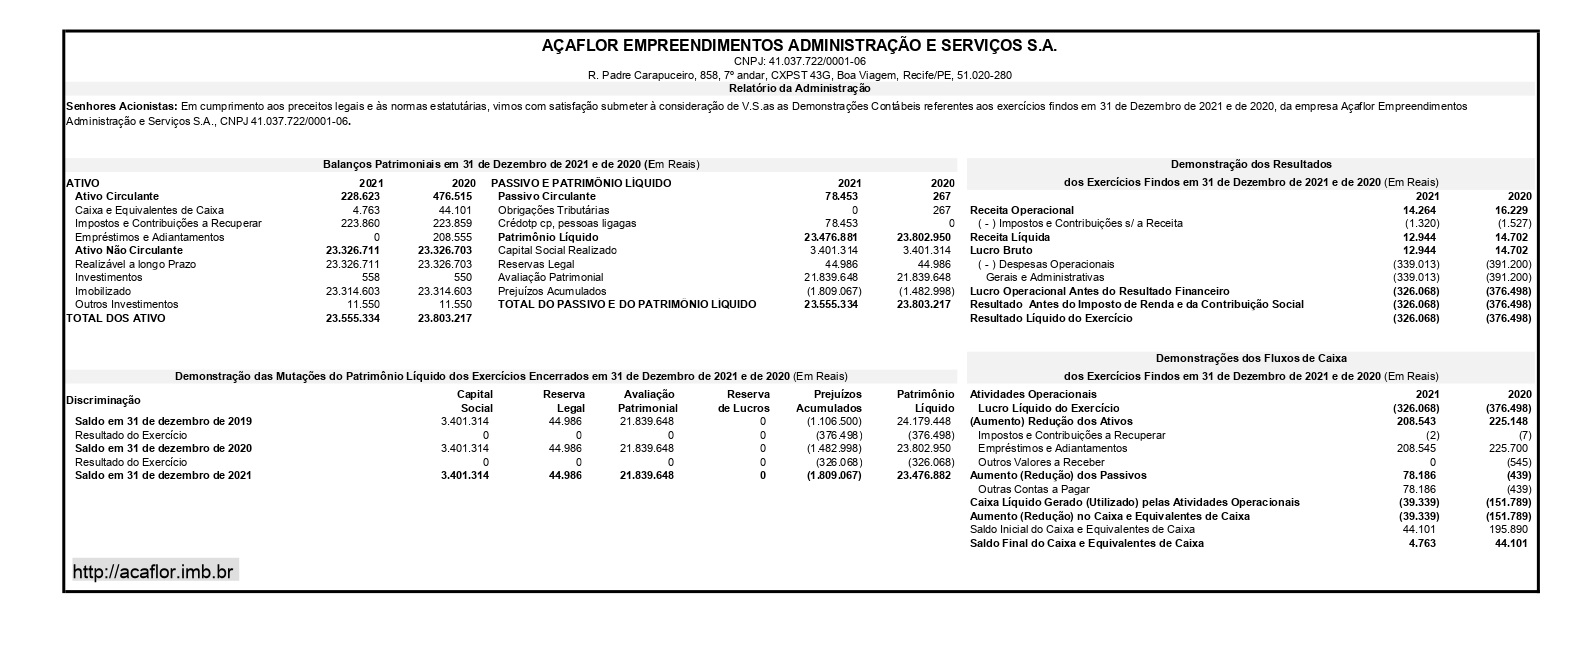 AÇAFLOR EMPREENDIMENTOS ADMINISTRAÇÃO E SERVIÇOS S.A.
CNPJ: 41.037.722/0001-06
R. Padre Carapuceiro, 858, 7º andar, CXPST 43G, Boa Viagem, Recife/PE, 51.020-280
Relatório da Administração
Senhores Acionistas: Em cumprimento aos preceitos legais e às normas estatutárias, vimos com satisfação submeter à consideração de V.S.as as Demonstrações Contábeis referentes aos exercícios findos em 31 de Dezembro de 2021 e de 2020, da empresa Açaflor Empreendimentos
Administração e Serviços S.A., CNPJ 41.037.722/0001-06.
Balanços Patrimoniais em 31 de Dezembro de 2021 e de 2020 (Em Reais)
ATIVO 2021 2020 PASSIVO E PATRIMÔNIO LÍQUIDO 2021 2020
Ativo Circulante 228.623 476.515 Passivo Circulante 78.453 267
Caixa e Equivalentes de Caixa 4.763 44.101 Obrigações Tributárias 0 267
Impostos e Contribuições a Recuperar 223.860 223.859 Crédotp cp, pessoas ligagas 78.453 0
Empréstimos e Adiantamentos 0 208.555 Patrimônio Líquido 23.476.881 23.802.950
Ativo Não Circulante 23.326.711 23.326.703 Capital Social Realizado 3.401.314 3.401.314
Realizável a longo Prazo 23.326.711 23.326.703 Reservas Legal 44.986 44.986
Investimentos 558 550 Avaliação Patrimonial 21.839.648 21.839.648
Imobilizado 23.314.603 23.314.603 Prejuízos Acumulados (1.809.067) (1.482.998)
Outros Investimentos 11.550 11.550 TOTAL DO PASSIVO E DO PATRIMÔNIO LÍQUIDO 23.555.334 23.803.217
TOTAL DOS ATIVO 23.555.334 23.803.217
Demonstração dos Resultados
dos Exercícios Findos em 31 de Dezembro de 2021 e de 2020 (Em Reais)
2021 2020
Receita Operacional 14.264 16.229
( - ) Impostos e Contribuições s/ a Receita (1.320) (1.527)
Receita Líquida 12.944 14.702
Lucro Bruto 12.944 14.702
( - ) Despesas Operacionais (339.013) (391.200)
Gerais e Administrativas (339.013) (391.200)
Lucro Operacional Antes do Resultado Financeiro (326.068) (376.498)
Resultado Antes do Imposto de Renda e da Contribuição Social (326.068) (376.498)
Resultado Líquido do Exercício (326.068) (376.498)
Demonstração das Mutações do Patrimônio Líquido dos Exercícios Encerrados em 31 de Dezembro de 2021 e de 2020 (Em Reais)
Discriminação Capital Social Reserva Legal Avaliação Patrimonial Reserva de Lucros Prejuízos Acumulados Patrimônio Líquido
Saldo em 31 de dezembro de 2019 3.401.314 44.986 21.839.648 0 (1.106.500) 24.179.448
Resultado do Exercício 0 0 0 0 (376.498) (376.498)
Saldo em 31 de dezembro de 2020 3.401.314 44.986 21.839.648 0 (1.482.998) 23.802.950
Resultado do Exercício 0 0 0 0 (326.068) (326.068)
Saldo em 31 de dezembro de 2021 3.401.314 44.986 21.839.648 0 (1.809.067) 23.476.882
Demonstrações dos Fluxos de Caixa
dos Exercícios Findos em 31 de Dezembro de 2021 e de 2020 (Em Reais)
Atividades Operacionais 2021 2020
Lucro Líquido do Exercício (326.068) (376.498)
(Aumento) Redução dos Ativos 208.543 225.148
Impostos e Contribuições a Recuperar (2) (7)
Empréstimos e Adiantamentos 208.545 225.700
Outros Valores a Receber 0 (545)
Aumento (Redução) dos Passivos 78.186 (439)
Outras Contas a Pagar 78.186 (439)
Caixa Líquido Gerado (Utilizado) pelas Atividades Operacionais (39.339) (151.789)
Aumento (Redução) no Caixa e Equivalentes de Caixa (39.339) (151.789)
Saldo Inicial do Caixa e Equivalentes de Caixa 44.101 195.890
Saldo Final do Caixa e Equivalentes de Caixa 4.763 44.101
http://acaflor.imb.br